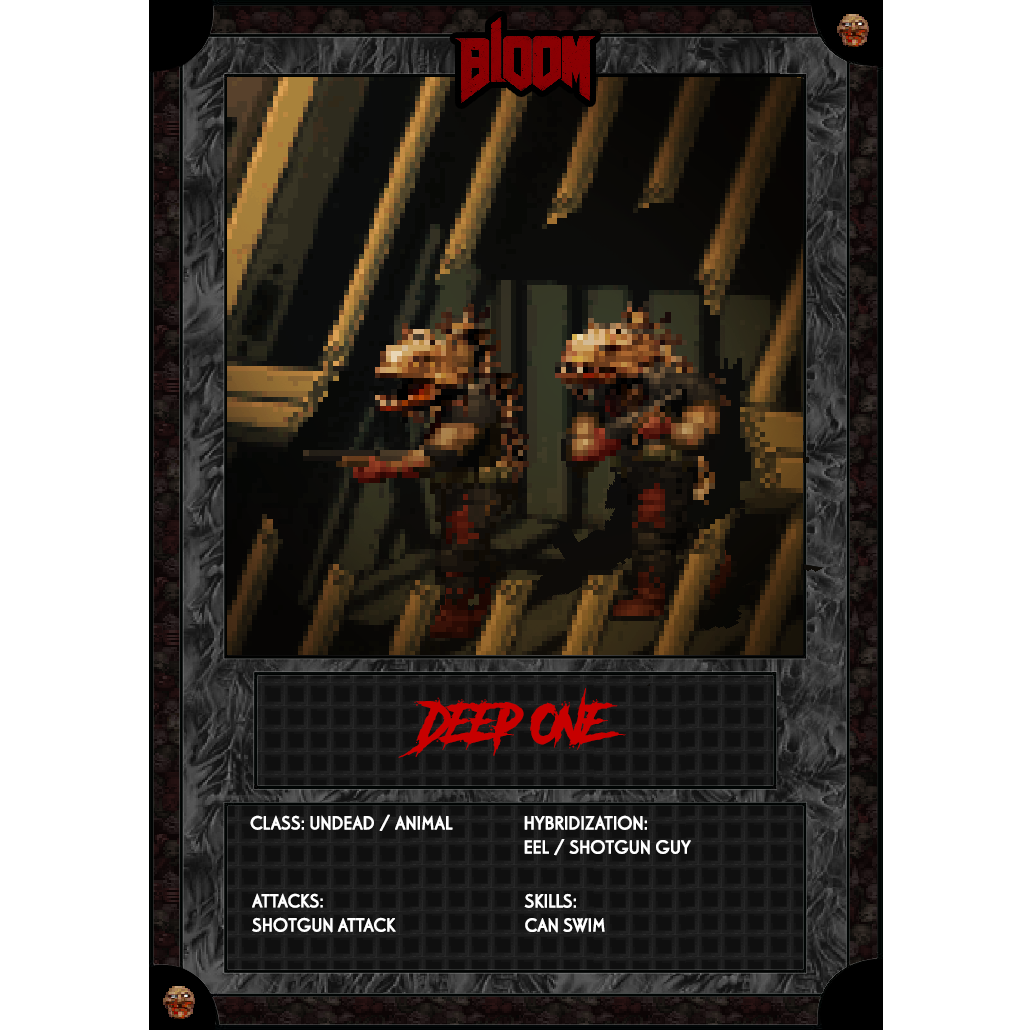 BLOOM
DEEP ONE
CLASS: UNDEAD / ANIMAL
HYBRIDIZATION:
EEL / SHOTGUN GUY
ATTACKS:
SHOTGUN ATTACK
SKILLS:
CAN SWIM